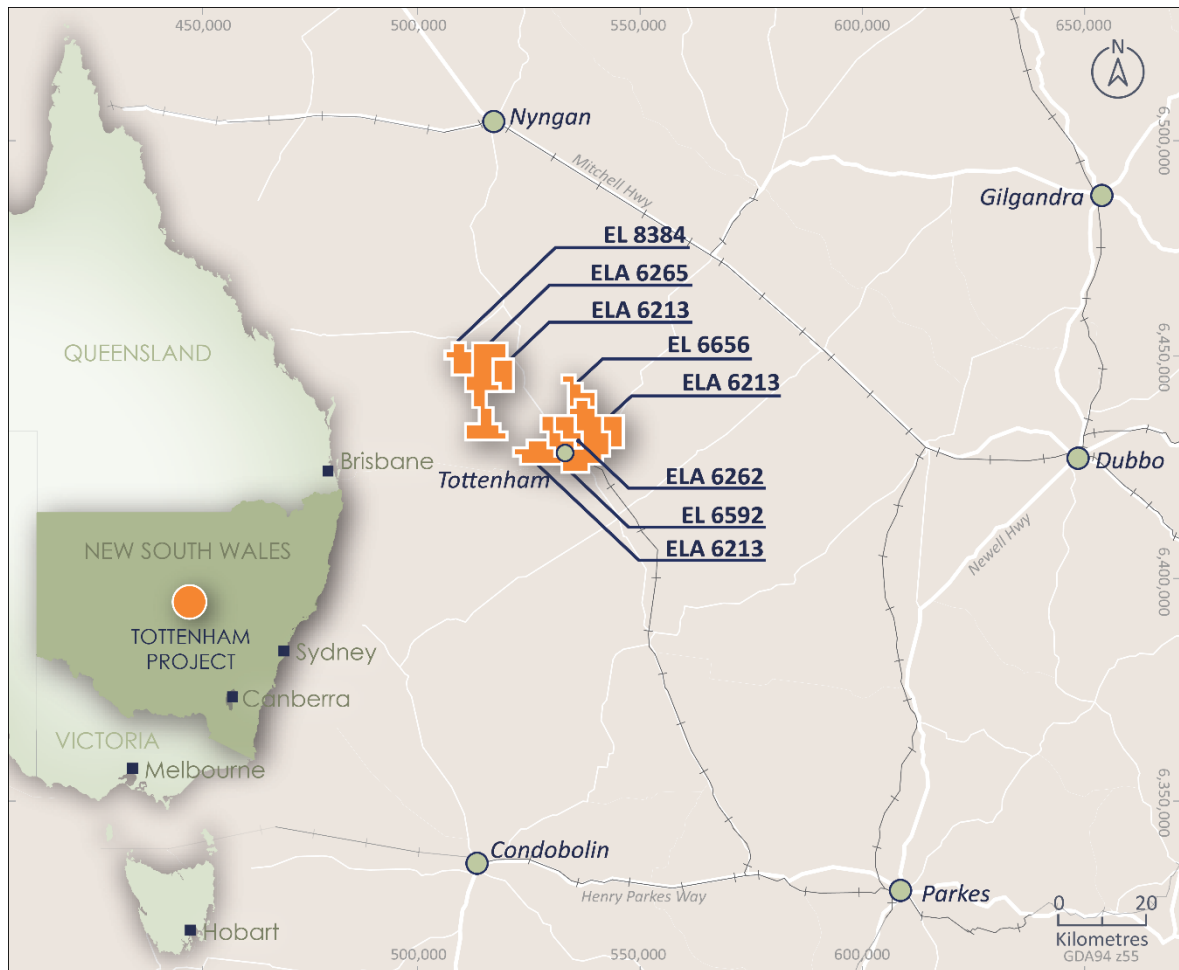 450,000
500,000
550,000
600,000
650,000
N
Nyngan
6,500,000
Mitchell Hwy
Gilgandra
EL 8384
ELA 6265
ELA 6213
EL 6656
ELA 6213
6,450,000
QUEENSLAND
Brisbane
Tottenham
ELA 6262
EL 6592
ELA 6213
Dubbo
Newell Hwy
6,400,000
NEW SOUTH WALES
TOTTENHAM
PROJECT
Sydney
Canberra
VICTORIA
Melbourne
6,350,000
Condobolin
Henry Parkes Way
Parkes
Hobart
0 20
Kilometres
GDA94 z55
500,000
550,000
600,000